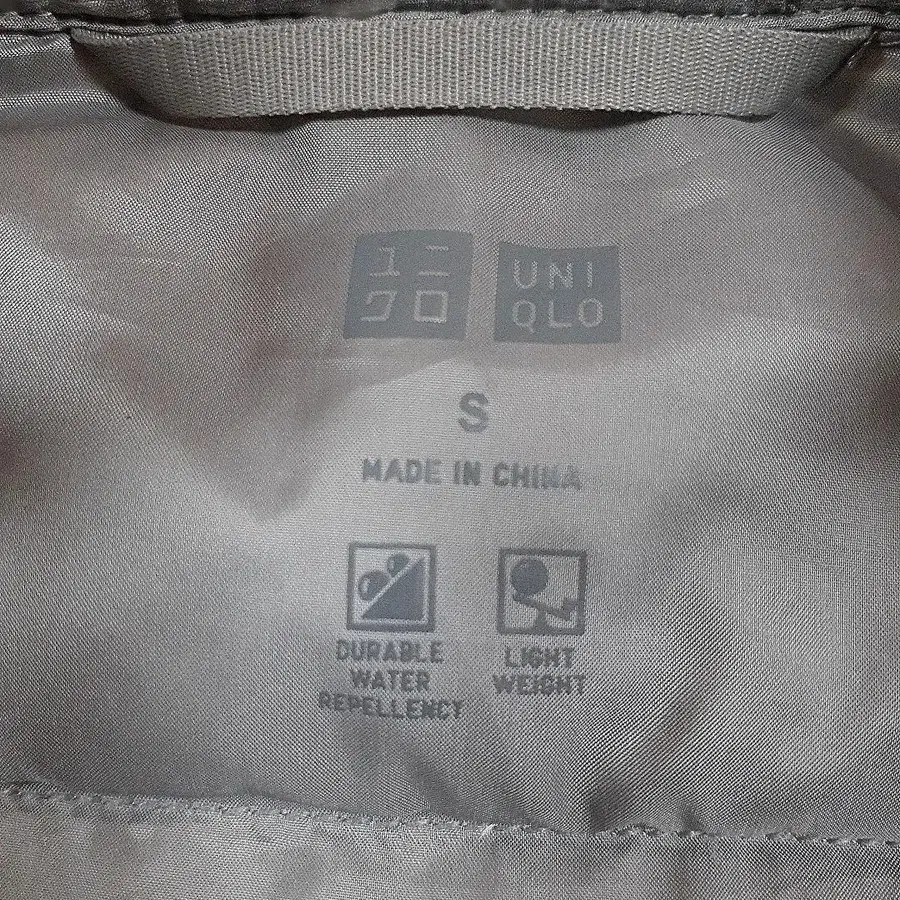 ユニ
クロ
UNI
QLO
S
MADE IN CHINA
DURABLE
WATER
REPELLENCY
LIGHT
WEIGHT